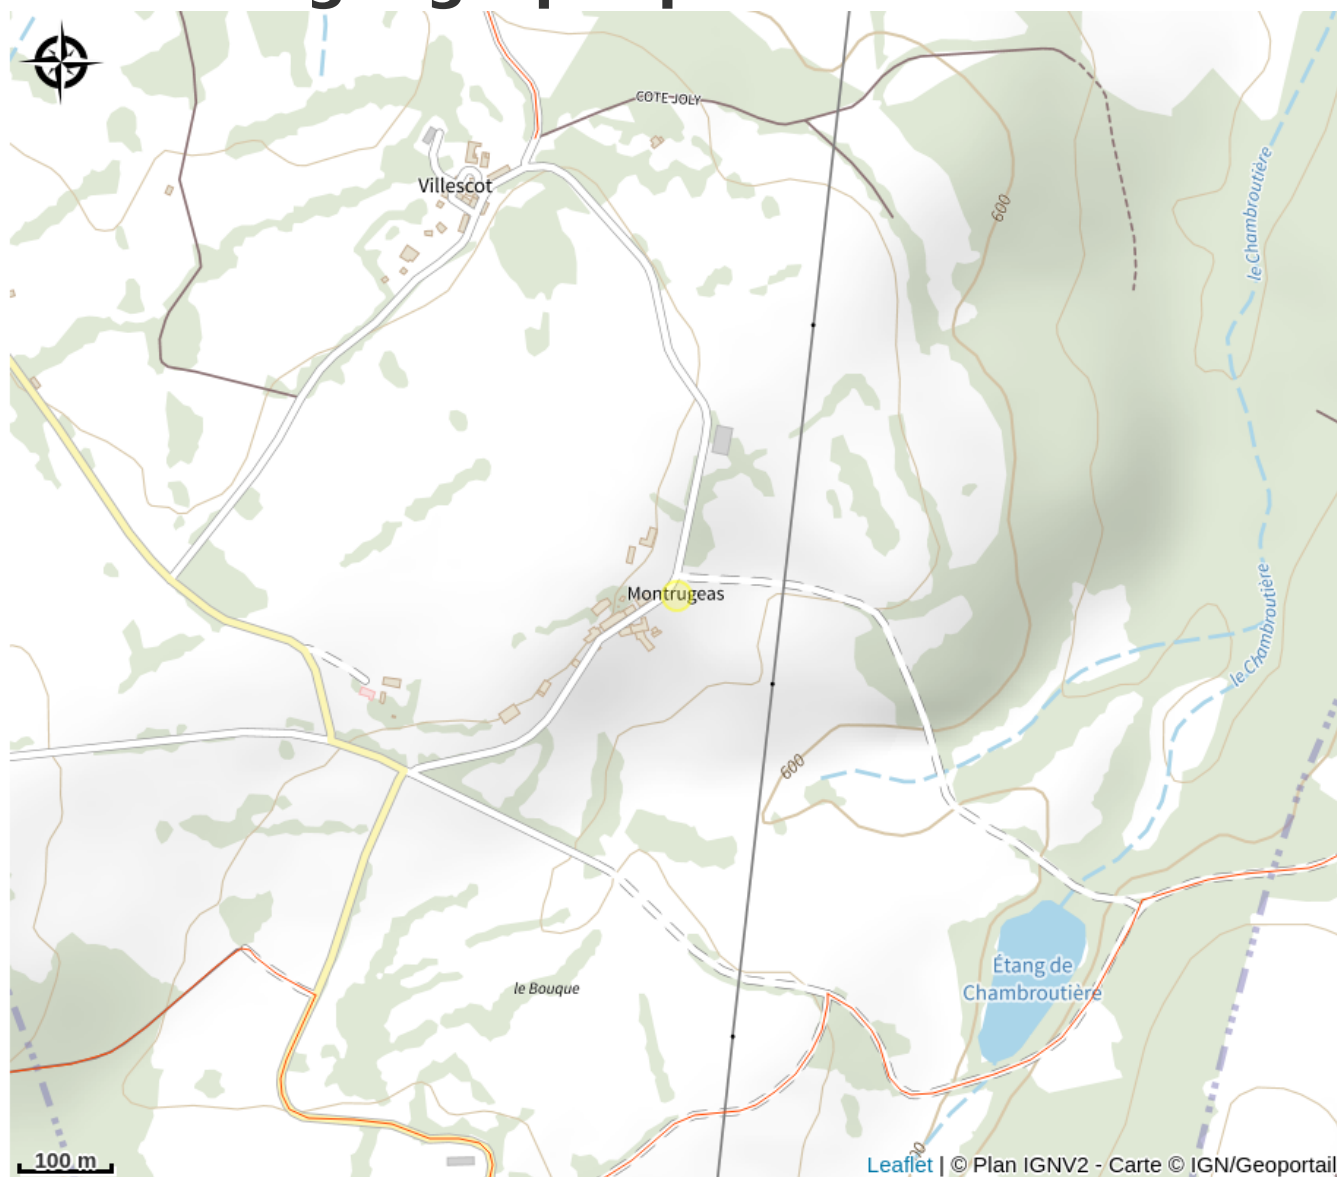 COTE JOLY
Villescot
600
le Chambroutière
Montrugeas
le Chambroutière
600
Étang de
Chambroutière
le Bouque
100 m
Leaflet | © Plan IGNV2 - Carte © IGN/Geoportail